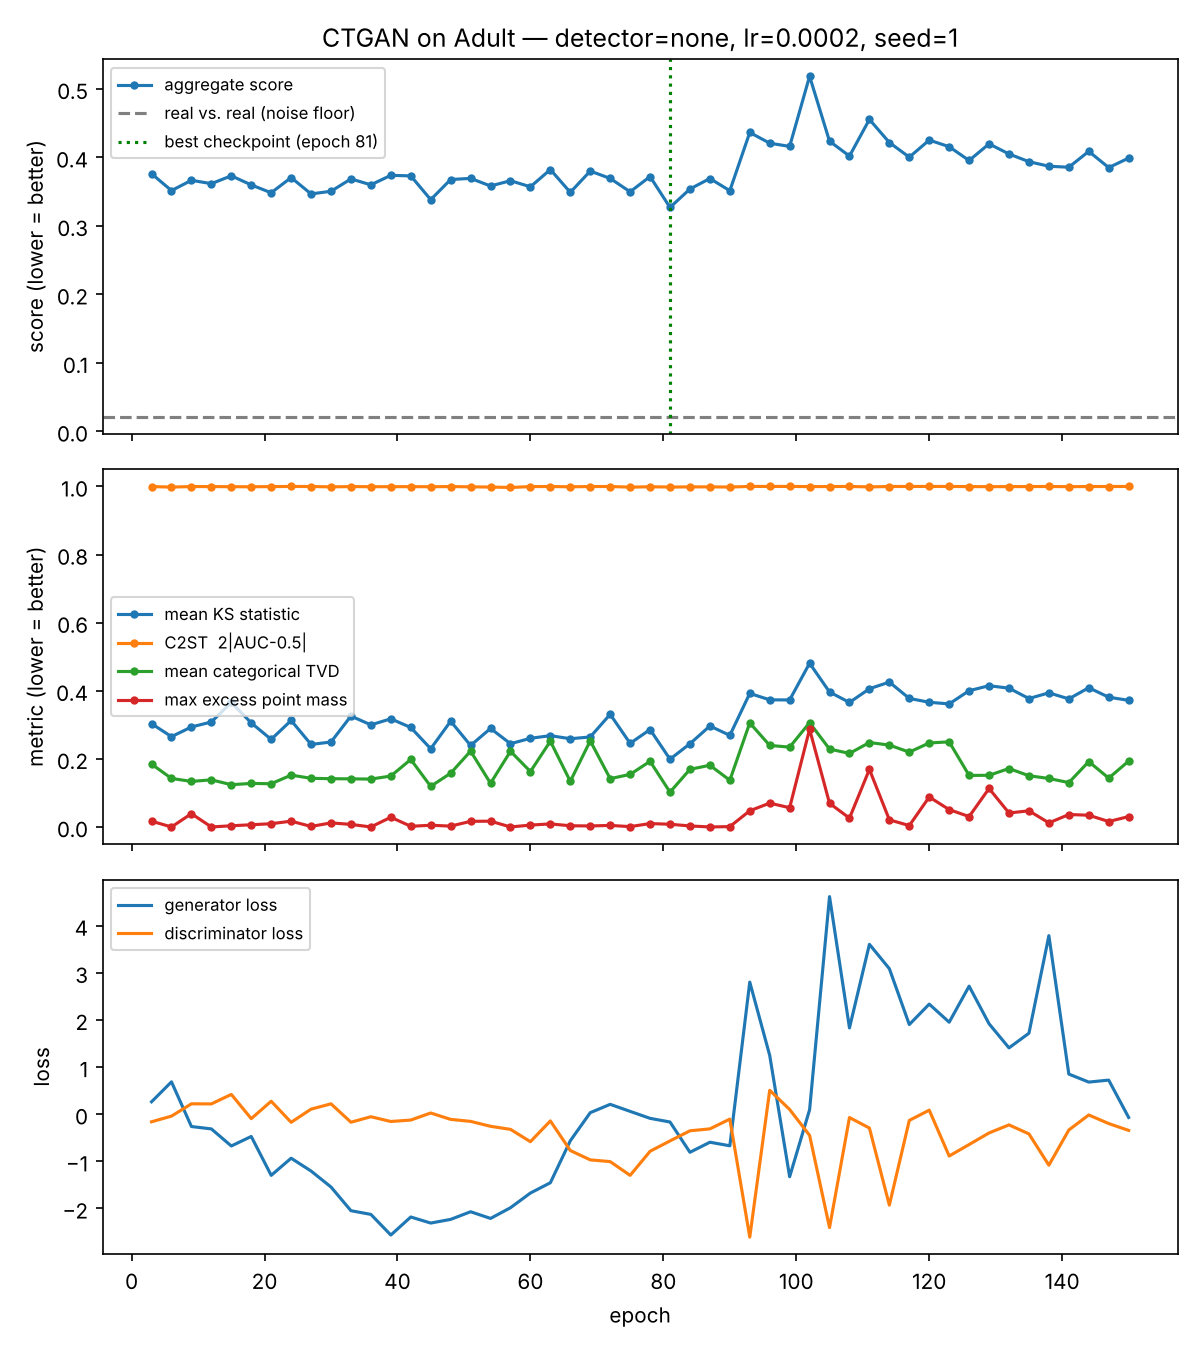 CTGAN on Adult — detector=none, lr=0.0002, seed=1
aggregate score
real vs. real (noise floor)
best checkpoint (epoch 81)
score (lower = better)
0.5
0.4
0.3
0.2
0.1
0.0
metric (lower = better)
1.0
0.8
0.6
0.4
0.2
0.0
mean KS statistic
C2ST  2|AUC-0.5|
mean categorical TVD
max excess point mass
generator loss
discriminator loss
loss
4
3
2
1
0
−1
−2
0 20 40 60 80 100 120 140
epoch